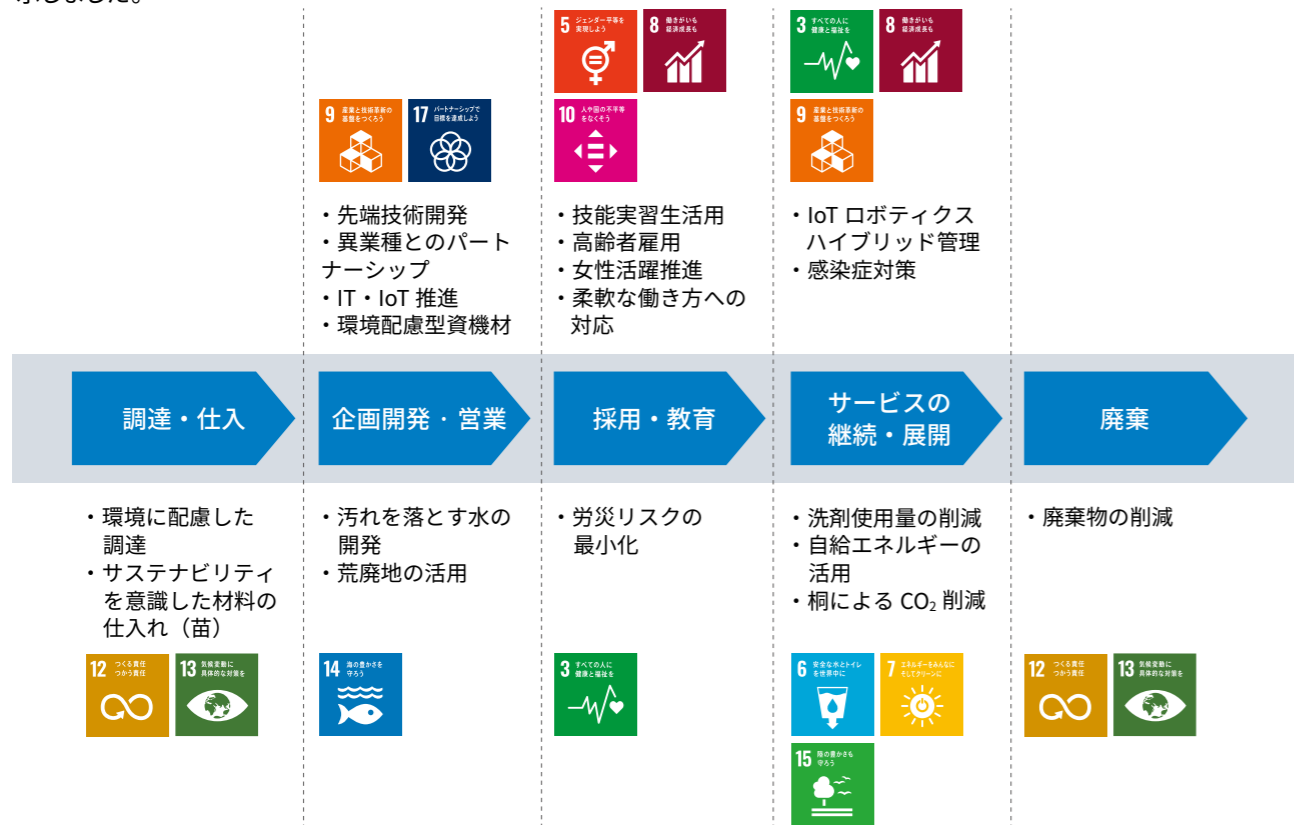 示しました。
5 ジェンダー平等を
実現しよう
8 働きがいも
経済成長も
3 すべての人に
健康と福祉を
8 働きがいも
経済成長も
9 産業と技術革新の
基盤をつくろう
17 パートナーシップで
目標を達成しよう
10 人や国の不平等
をなくそう
9 産業と技術革新の
基盤をつくろう
・先端技術開発
・異業種とのパート
ナーシップ
・IT・IoT 推進
・環境配慮型資機材
・技能実習生活用
・高齢者雇用
・女性活躍推進
・柔軟な働き方への
対応
・IoT ロボティクス
ハイブリッド管理
・感染症対策
調達・仕入
企画開発・営業
採用・教育
サービスの
継続・展開
廃棄
・環境に配慮した
調達
・サステナビリティ
を意識した材料の
仕入れ（苗）
・汚れを落とす水の
開発
・荒廃地の活用
・労災リスクの
最小化
・洗剤使用量の削減
・自給エネルギーの
活用
・桐による CO₂ 削減
・廃棄物の削減
12 つくる責任
つかう責任
13 気候変動に
具体的な対策を
14 海の豊かさを
守ろう
3 すべての人に
健康と福祉を
6 安全な水とトイレ
を世界中に
7 エネルギーをみんなに
そしてクリーンに
12 つくる責任
つかう責任
13 気候変動に
具体的な対策を
15 陸の豊かさも
守ろう